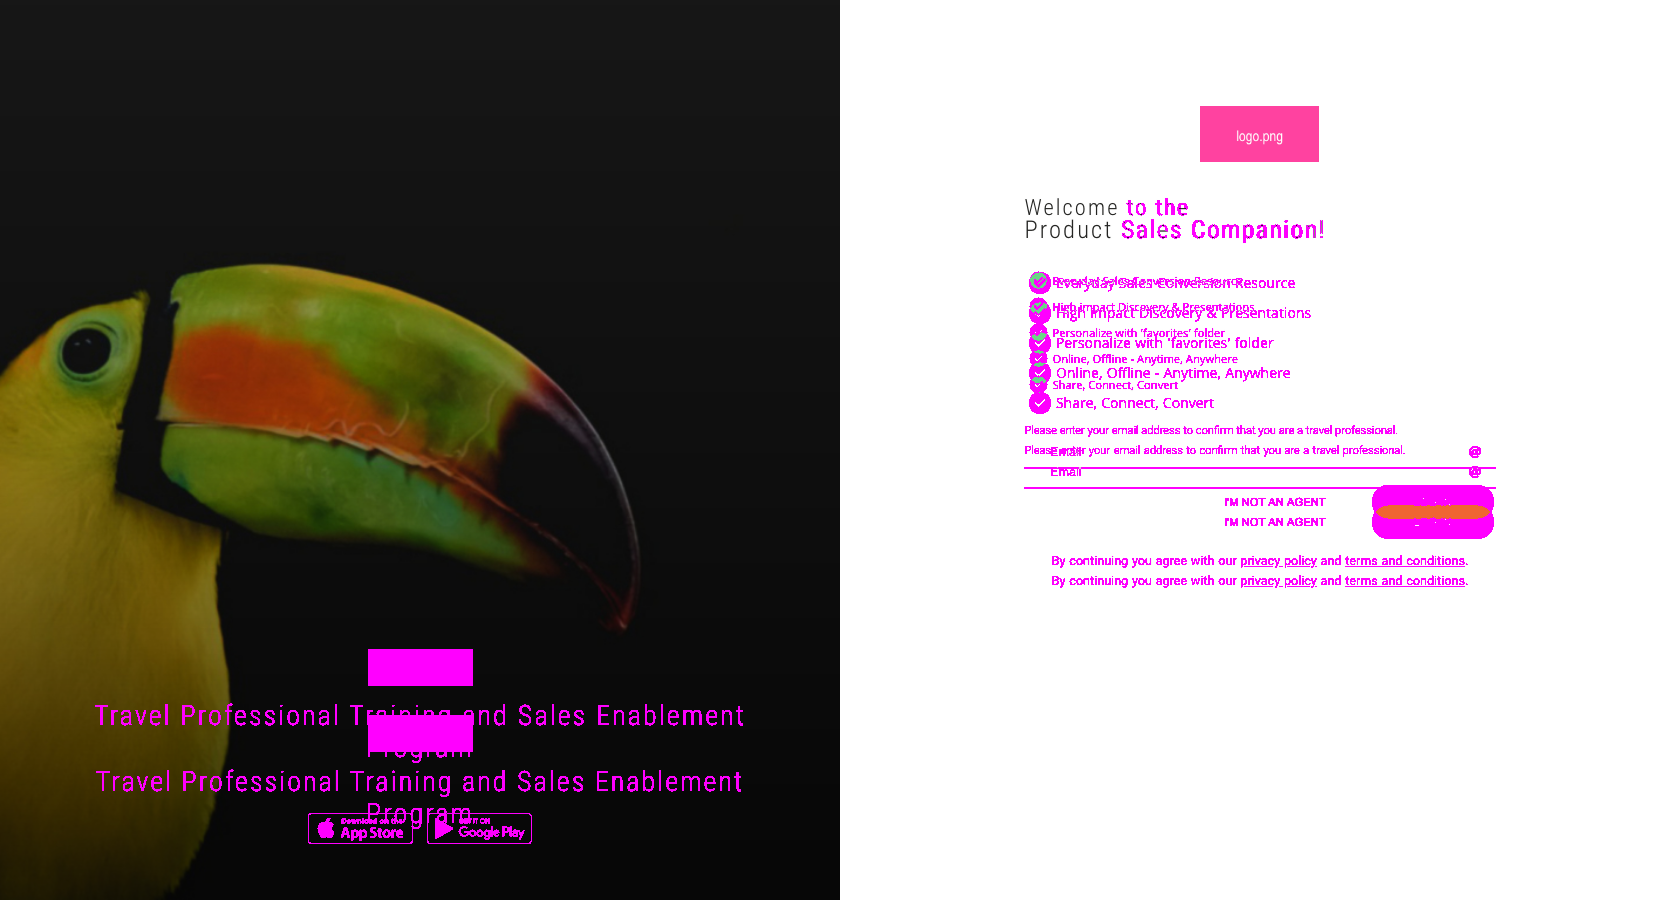 logo.png
Welcome to the
Product Sales Companion!
Everyday Sales Conversion Resource
Everyday Sales Conversion Resource
High impact Discovery & Presentations
High Impact Discovery & Presentations
Personalize with 'favorites' folder
Personalize with 'favorites' folder
Online, Offline - Anytime, Anywhere
Online, Offline - Anytime, Anywhere
Share, Connect, Convert
Share, Connect, Convert
Please enter your email address to confirm that you are a travel professional.
Please enter your email address to confirm that you are a travel professional.
Email @
Email @
I'M NOT AN AGENT
I'M NOT AN AGENT
By continuing you agree with our privacy policy and terms and conditions.
By continuing you agree with our privacy policy and terms and conditions.
Travel Professional Training and Sales Enablement
Program
Travel Professional Training and Sales Enablement
Program
Download on the
App Store
GET IT ON
Google Play